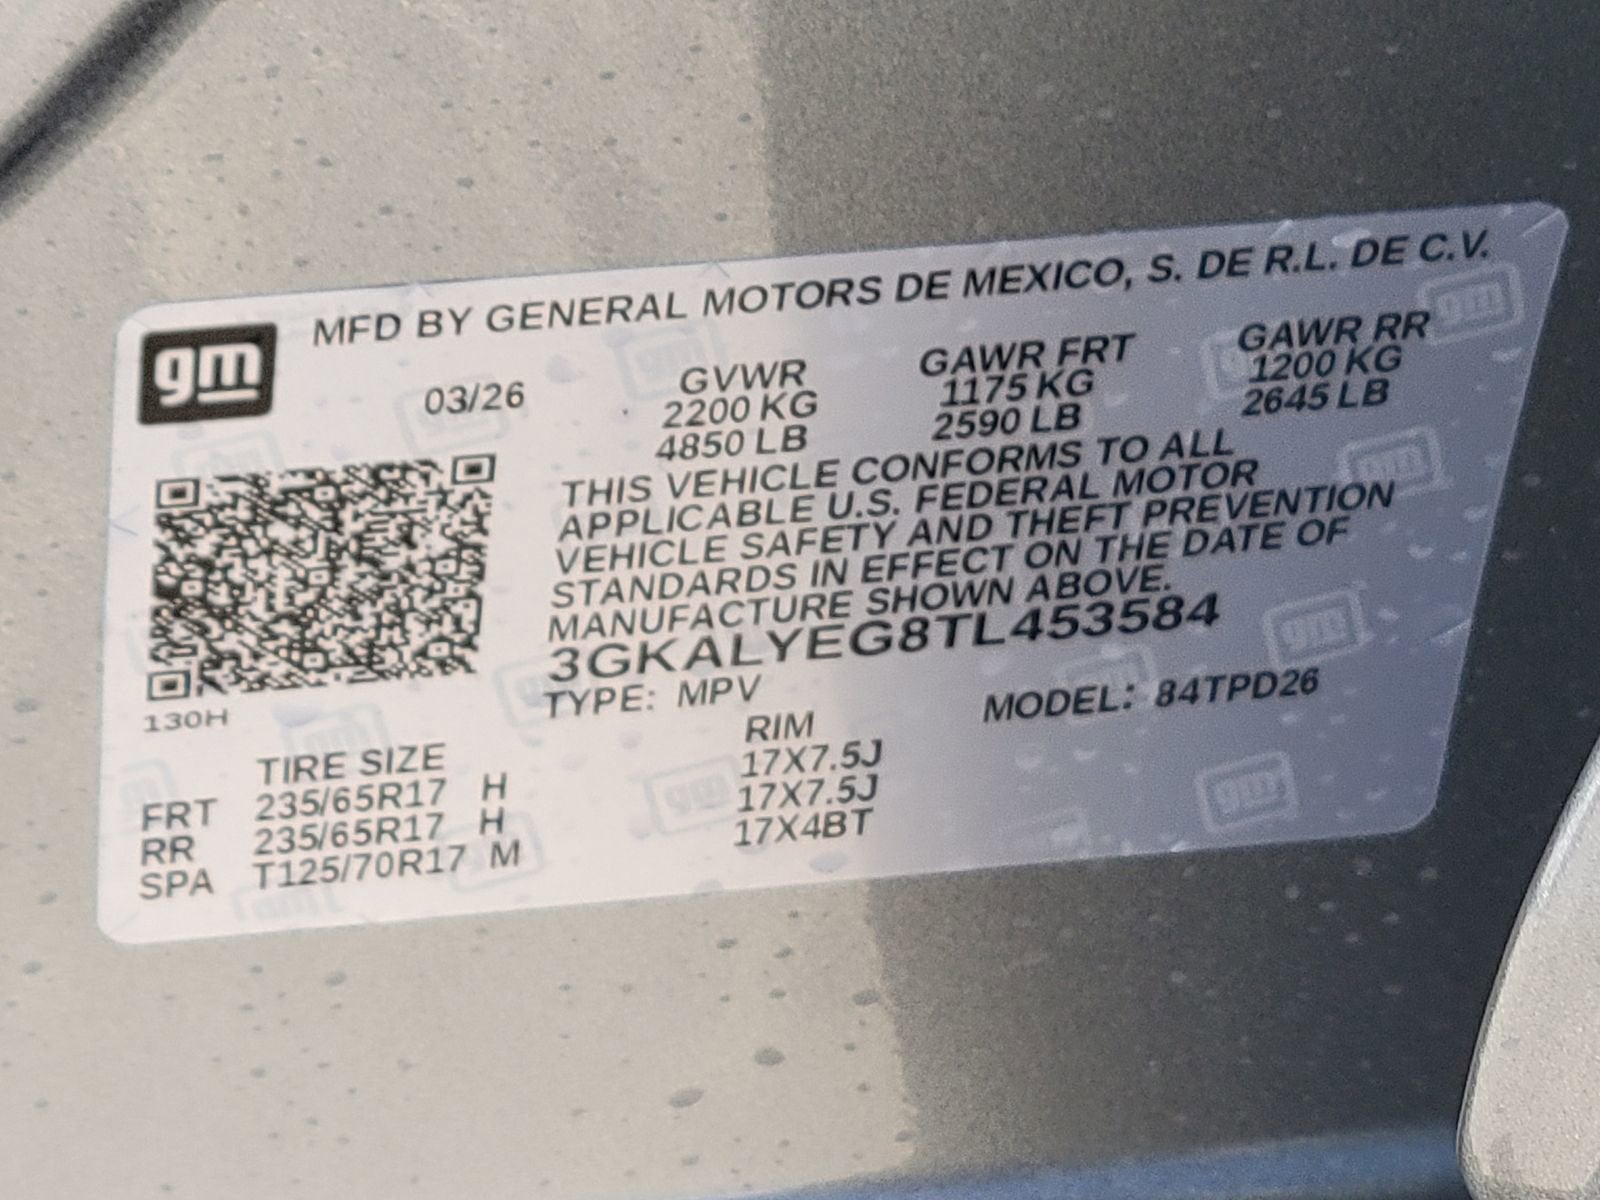 gm
MFD BY GENERAL MOTORS DE MEXICO, S. DE R.L. DE C.V.
03/26 GVWR GAWR FRT GAWR RR
2200 KG 1175 KG 1200 KG
4850 LB 2590 LB 2645 LB
THIS VEHICLE CONFORMS TO ALL
APPLICABLE U.S. FEDERAL MOTOR
VEHICLE SAFETY AND THEFT PREVENTION
STANDARDS IN EFFECT ON THE DATE OF
MANUFACTURE SHOWN ABOVE.
3GKALYEG8TL453584
TYPE: MPV MODEL: 84TPD26
130H
TIRE SIZE RIM
FRT 235/65R17 H 17X7.5J
RR 235/65R17 H 17X7.5J
SPA T125/70R17 M 17X4BT